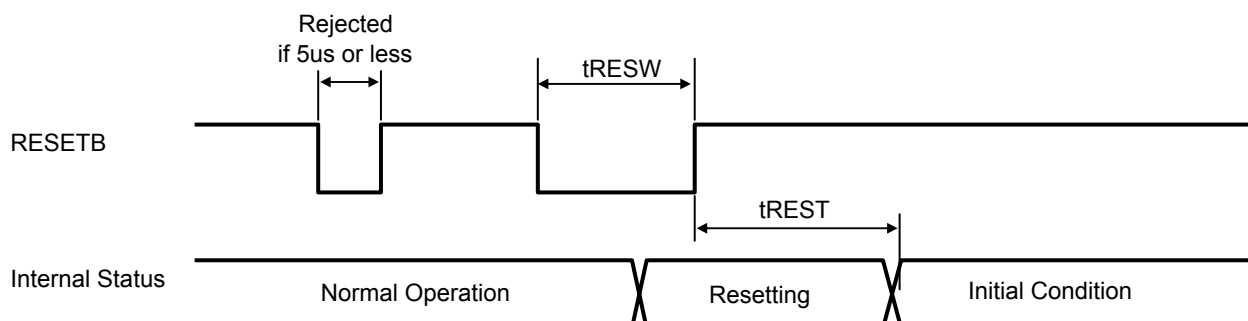 Rejected
if 5us or less
tRESW
RESETB
tREST
Internal Status
Normal Operation
Resetting
Initial Condition